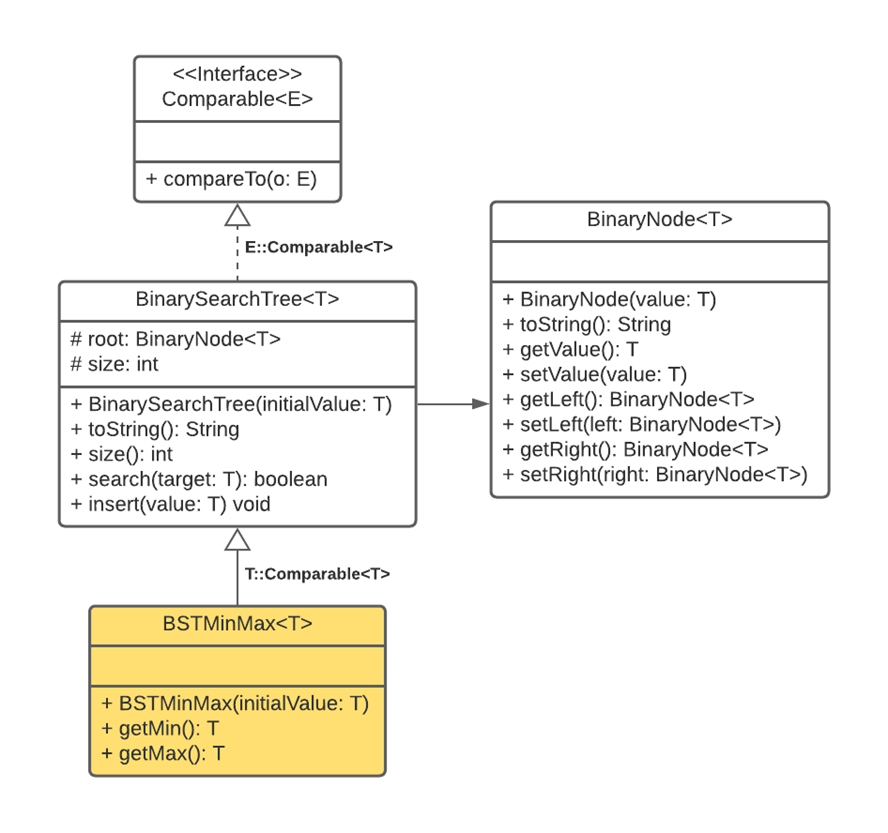 <<Interface>>
Comparable<E>
+ compareTo(o: E)
E::Comparable<T>
BinarySearchTree<T>
# root: BinaryNode<T>
# size: int
+ BinarySearchTree(initialValue: T)
+ toString(): String
+ size(): int
+ search(target: T): boolean
+ insert(value: T) void
BinaryNode<T>
+ BinaryNode(value: T)
+ toString(): String
+ getValue(): T
+ setValue(value: T)
+ getLeft(): BinaryNode<T>
+ setLeft(left: BinaryNode<T>)
+ getRight(): BinaryNode<T>
+ setRight(right: BinaryNode<T>)
T::Comparable<T>
BSTMinMax<T>
+ BSTMinMax(initialValue: T)
+ getMin(): T
+ getMax(): T